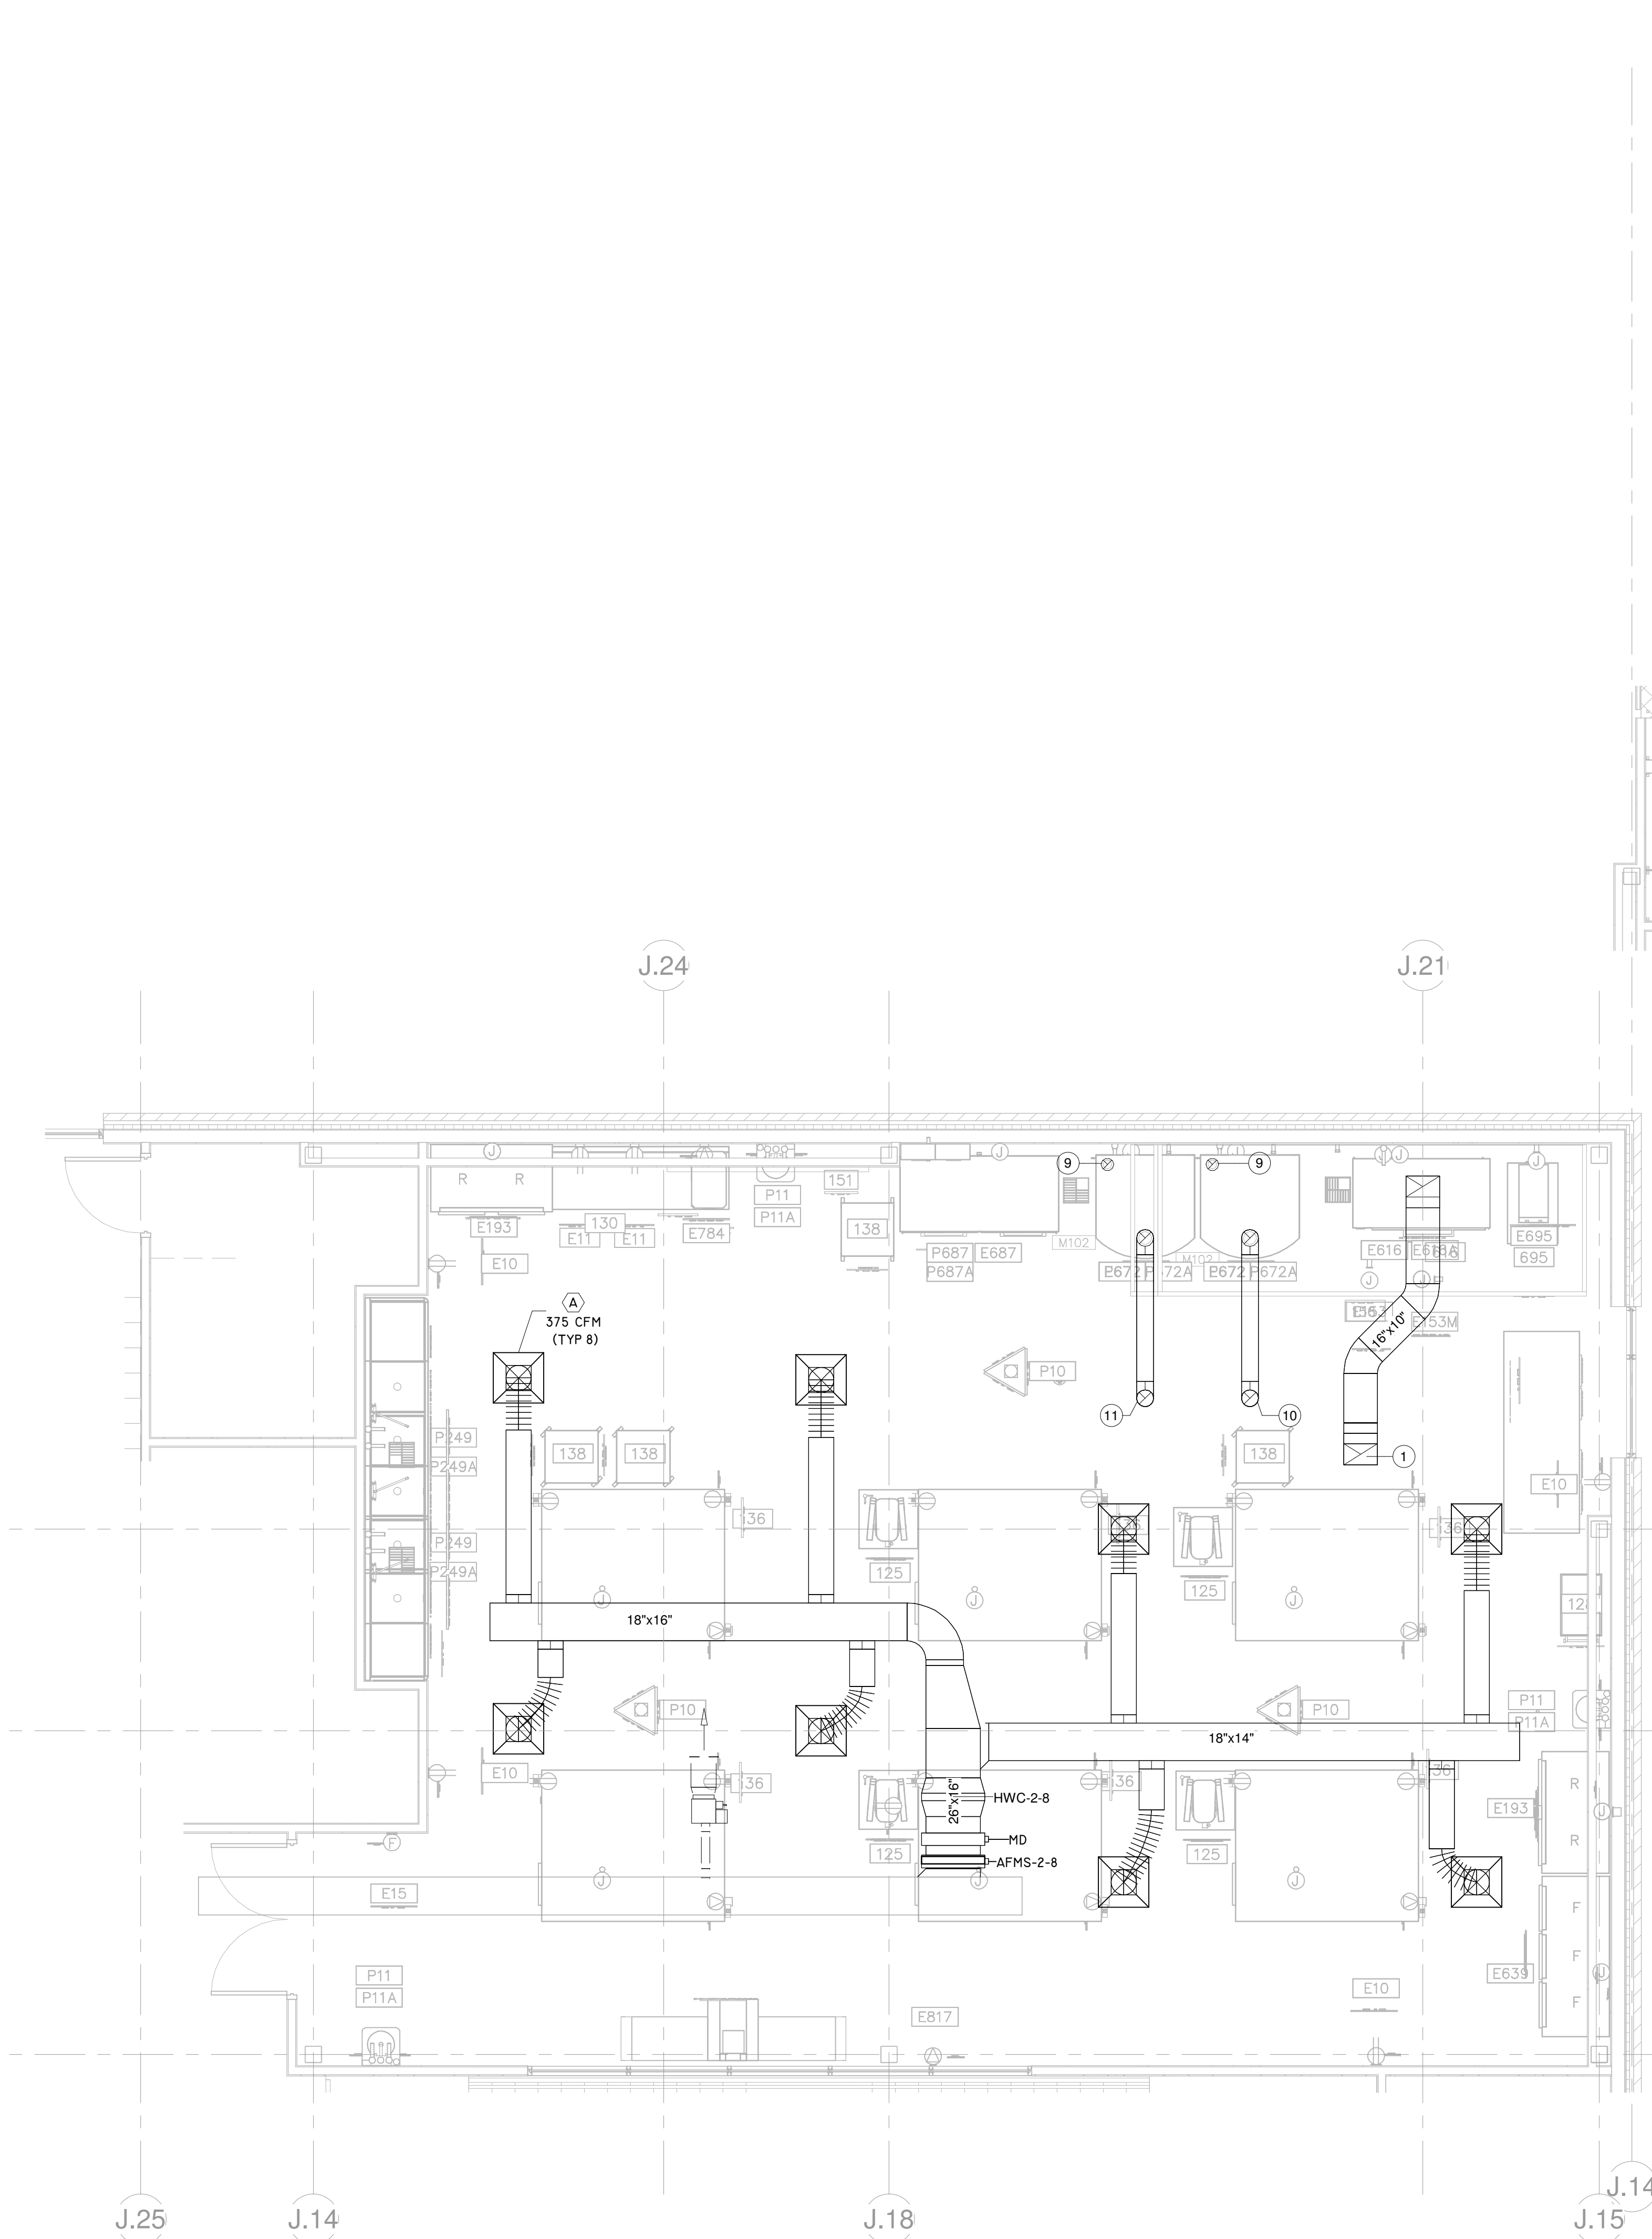 J.24
J.21
J
J
J
J
J
9
9
R
R
151
P11
P11A
138
E193
130
E11
E11
E784
E10
M102
P687
E687
P687A
M102
P672A
P672A
E616
E695
695
J
J
E153M
A
375 CFM
(TYP 8)
16"x10"
P10
11
10
1
P249
P249A
138
138
138
E10
136
136
P249
P249A
125
125
J
J
J
128
18"x16"
P10
P10
P11
P11A
18"x14"
E10
136
136
136
26"x16"
HWC-2-8
R
E193
J
R
F
MD
125
125
AFMS-2-8
J
J
J
E15
F
E639
J
F
F
P11
P11A
E10
E817
J.25
J.14
J.18
J.15
J.14